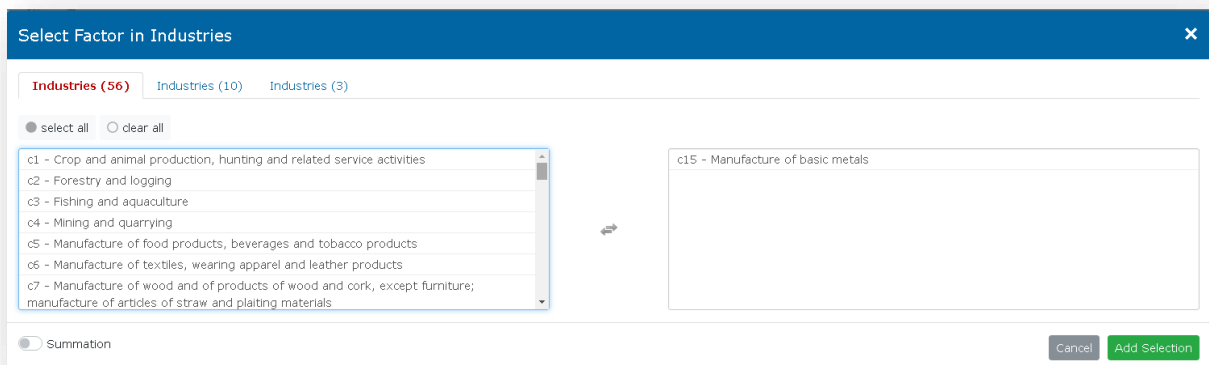 Select Factor in Industries
Industries (56) Industries (10) Industries (3)
select all clear all
c1 - Crop and animal production, hunting and related service activities
c2 - Forestry and logging
c3 - Fishing and aquaculture
c4 - Mining and quarrying
c5 - Manufacture of food products, beverages and tobacco products
c6 - Manufacture of textiles, wearing apparel and leather products
c7 - Manufacture of wood and of products of wood and cork, except furniture;
manufacture of articles of straw and plaiting materials
c15 - Manufacture of basic metals
Summation
Cancel Add Selection